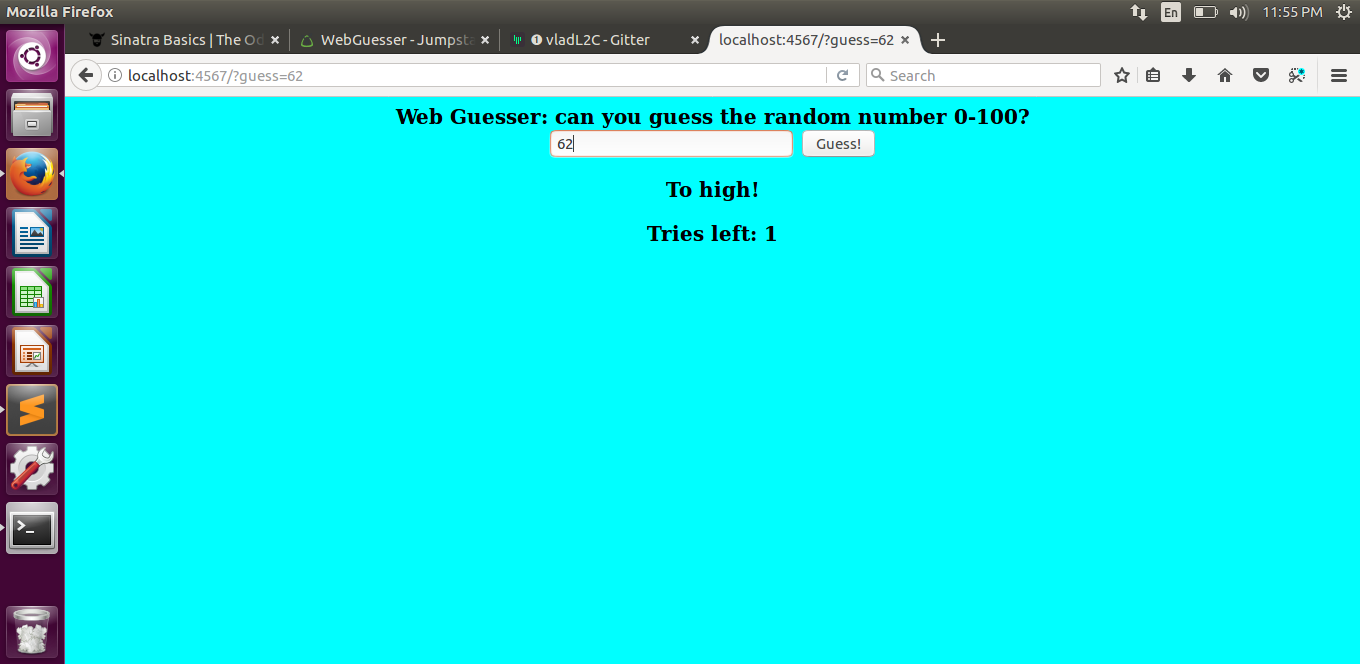 Mozilla Firefox
En
11:55 PM
Sinatra Basics | The Od
WebGuesser - Jumpsta
1 vladL2C - Gitter
localhost:4567/?guess=62
localhost:4567/?guess=62
Search
Web Guesser: can you guess the random number 0-100?
62
Guess!
To high!
Tries left: 1